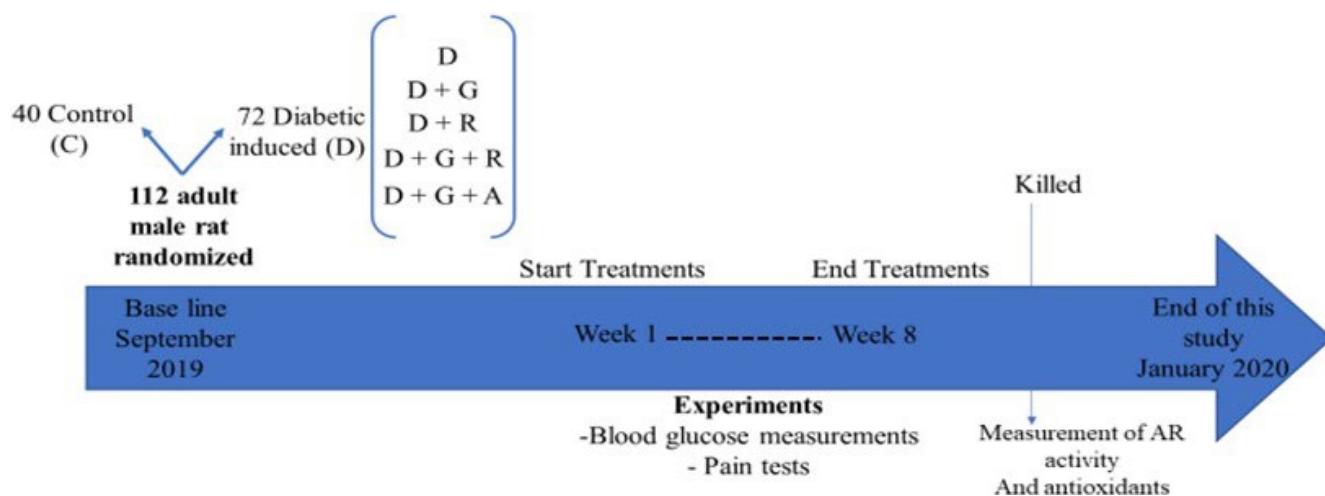 40 Control
(C)
72 Diabetic
induced (D)
D
D + G
D + R
D + G + R
D + G + A
112 adult
male rat
randomized
Killed
Start Treatments
End Treatments
Base line
September
2019
Week 1
Week 8
End of this
study
January 2020
Experiments
-Blood glucose measurements
- Pain tests
Measurement of AR
activity
And antioxidants